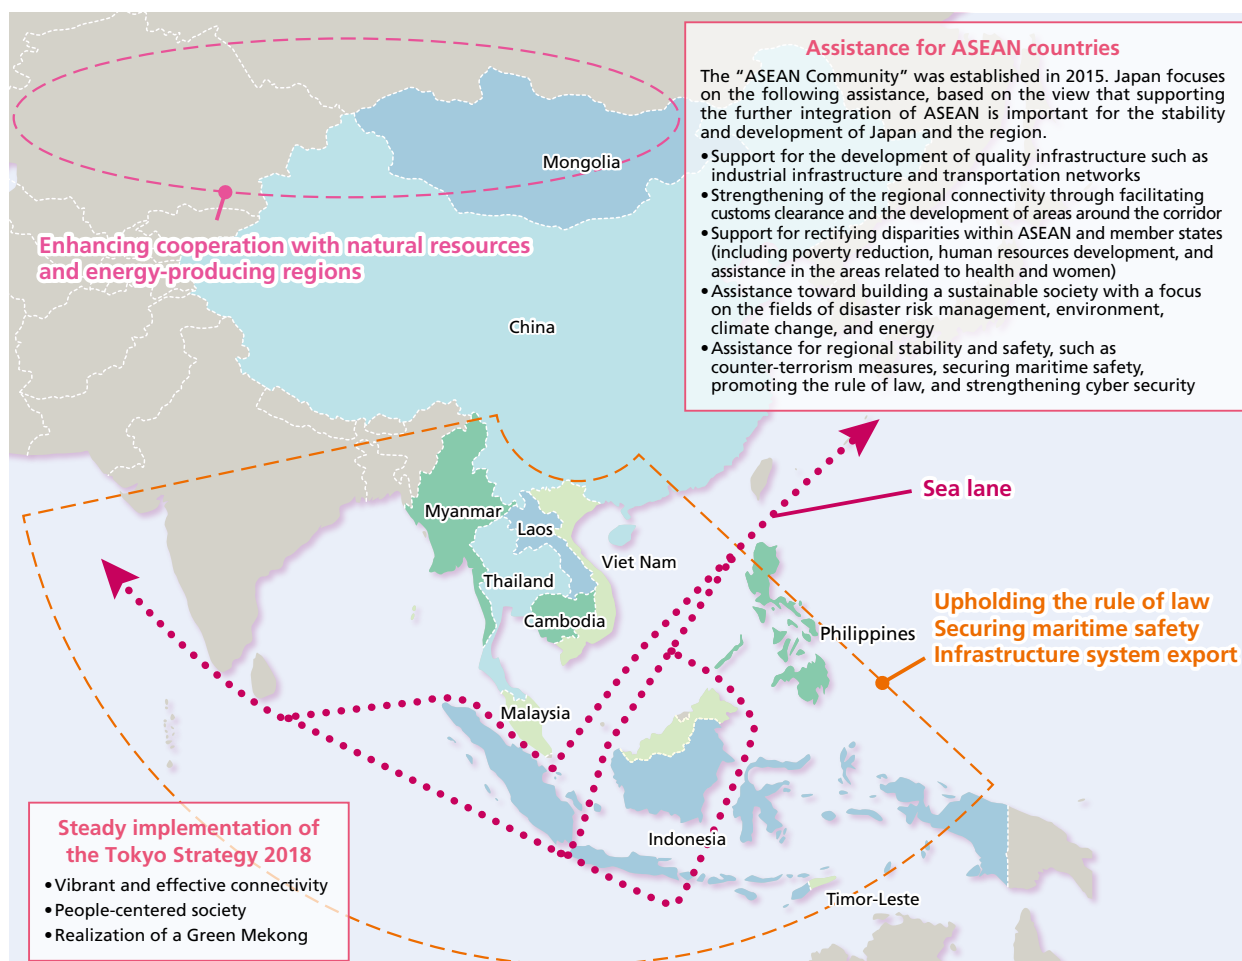 Assistance for ASEAN countries
The “ASEAN Community” was established in 2015. Japan focuses
on the following assistance, based on the view that supporting
the further integration of ASEAN is important for the stability
and development of Japan and the region.
•Support for the development of quality infrastructure such as
industrial infrastructure and transportation networks
•Strengthening of the regional connectivity through facilitating
customs clearance and the development of areas around the corridor
•Support for rectifying disparities within ASEAN and member states
(including poverty reduction, human resources development, and
assistance in the areas related to health and women)
•Assistance toward building a sustainable society with a focus
on the fields of disaster risk management, environment,
climate change, and energy
•Assistance for regional stability and safety, such as
counter-terrorism measures, securing maritime safety,
promoting the rule of law, and strengthening cyber security
Mongolia
Enhancing cooperation with natural resources
and energy-producing regions
China
Sea lane
Myanmar
Laos
Viet Nam
Thailand
Cambodia
Philippines
Upholding the rule of law
Securing maritime safety
Infrastructure system export
Malaysia
Indonesia
Timor-Leste
Steady implementation of
the Tokyo Strategy 2018
•Vibrant and effective connectivity
•People-centered society
•Realization of a Green Mekong